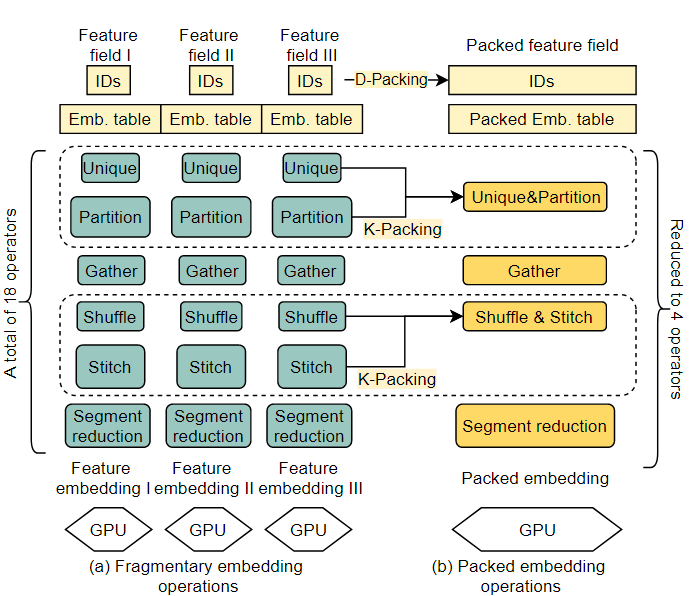 Feature field I
Feature field II
Feature field III
Packed feature field
IDs
IDs
IDs
D-Packing
IDs
Emb. table
Emb. table
Emb. table
Packed Emb. table
A total of 18 operators
Unique
Unique
Unique
Partition
Partition
Partition
K-Packing
Unique&Partition
Gather
Gather
Gather
Gather
Shuffle
Shuffle
Shuffle
Shuffle & Stitch
Stitch
Stitch
Stitch
K-Packing
Segment reduction
Segment reduction
Segment reduction
Segment reduction
Reduced to 4 operators
Feature embedding I
Feature embedding II
Feature embedding III
Packed embedding
GPU
GPU
GPU
GPU
(a) Fragmentary embedding operations
(b) Packed embedding operations